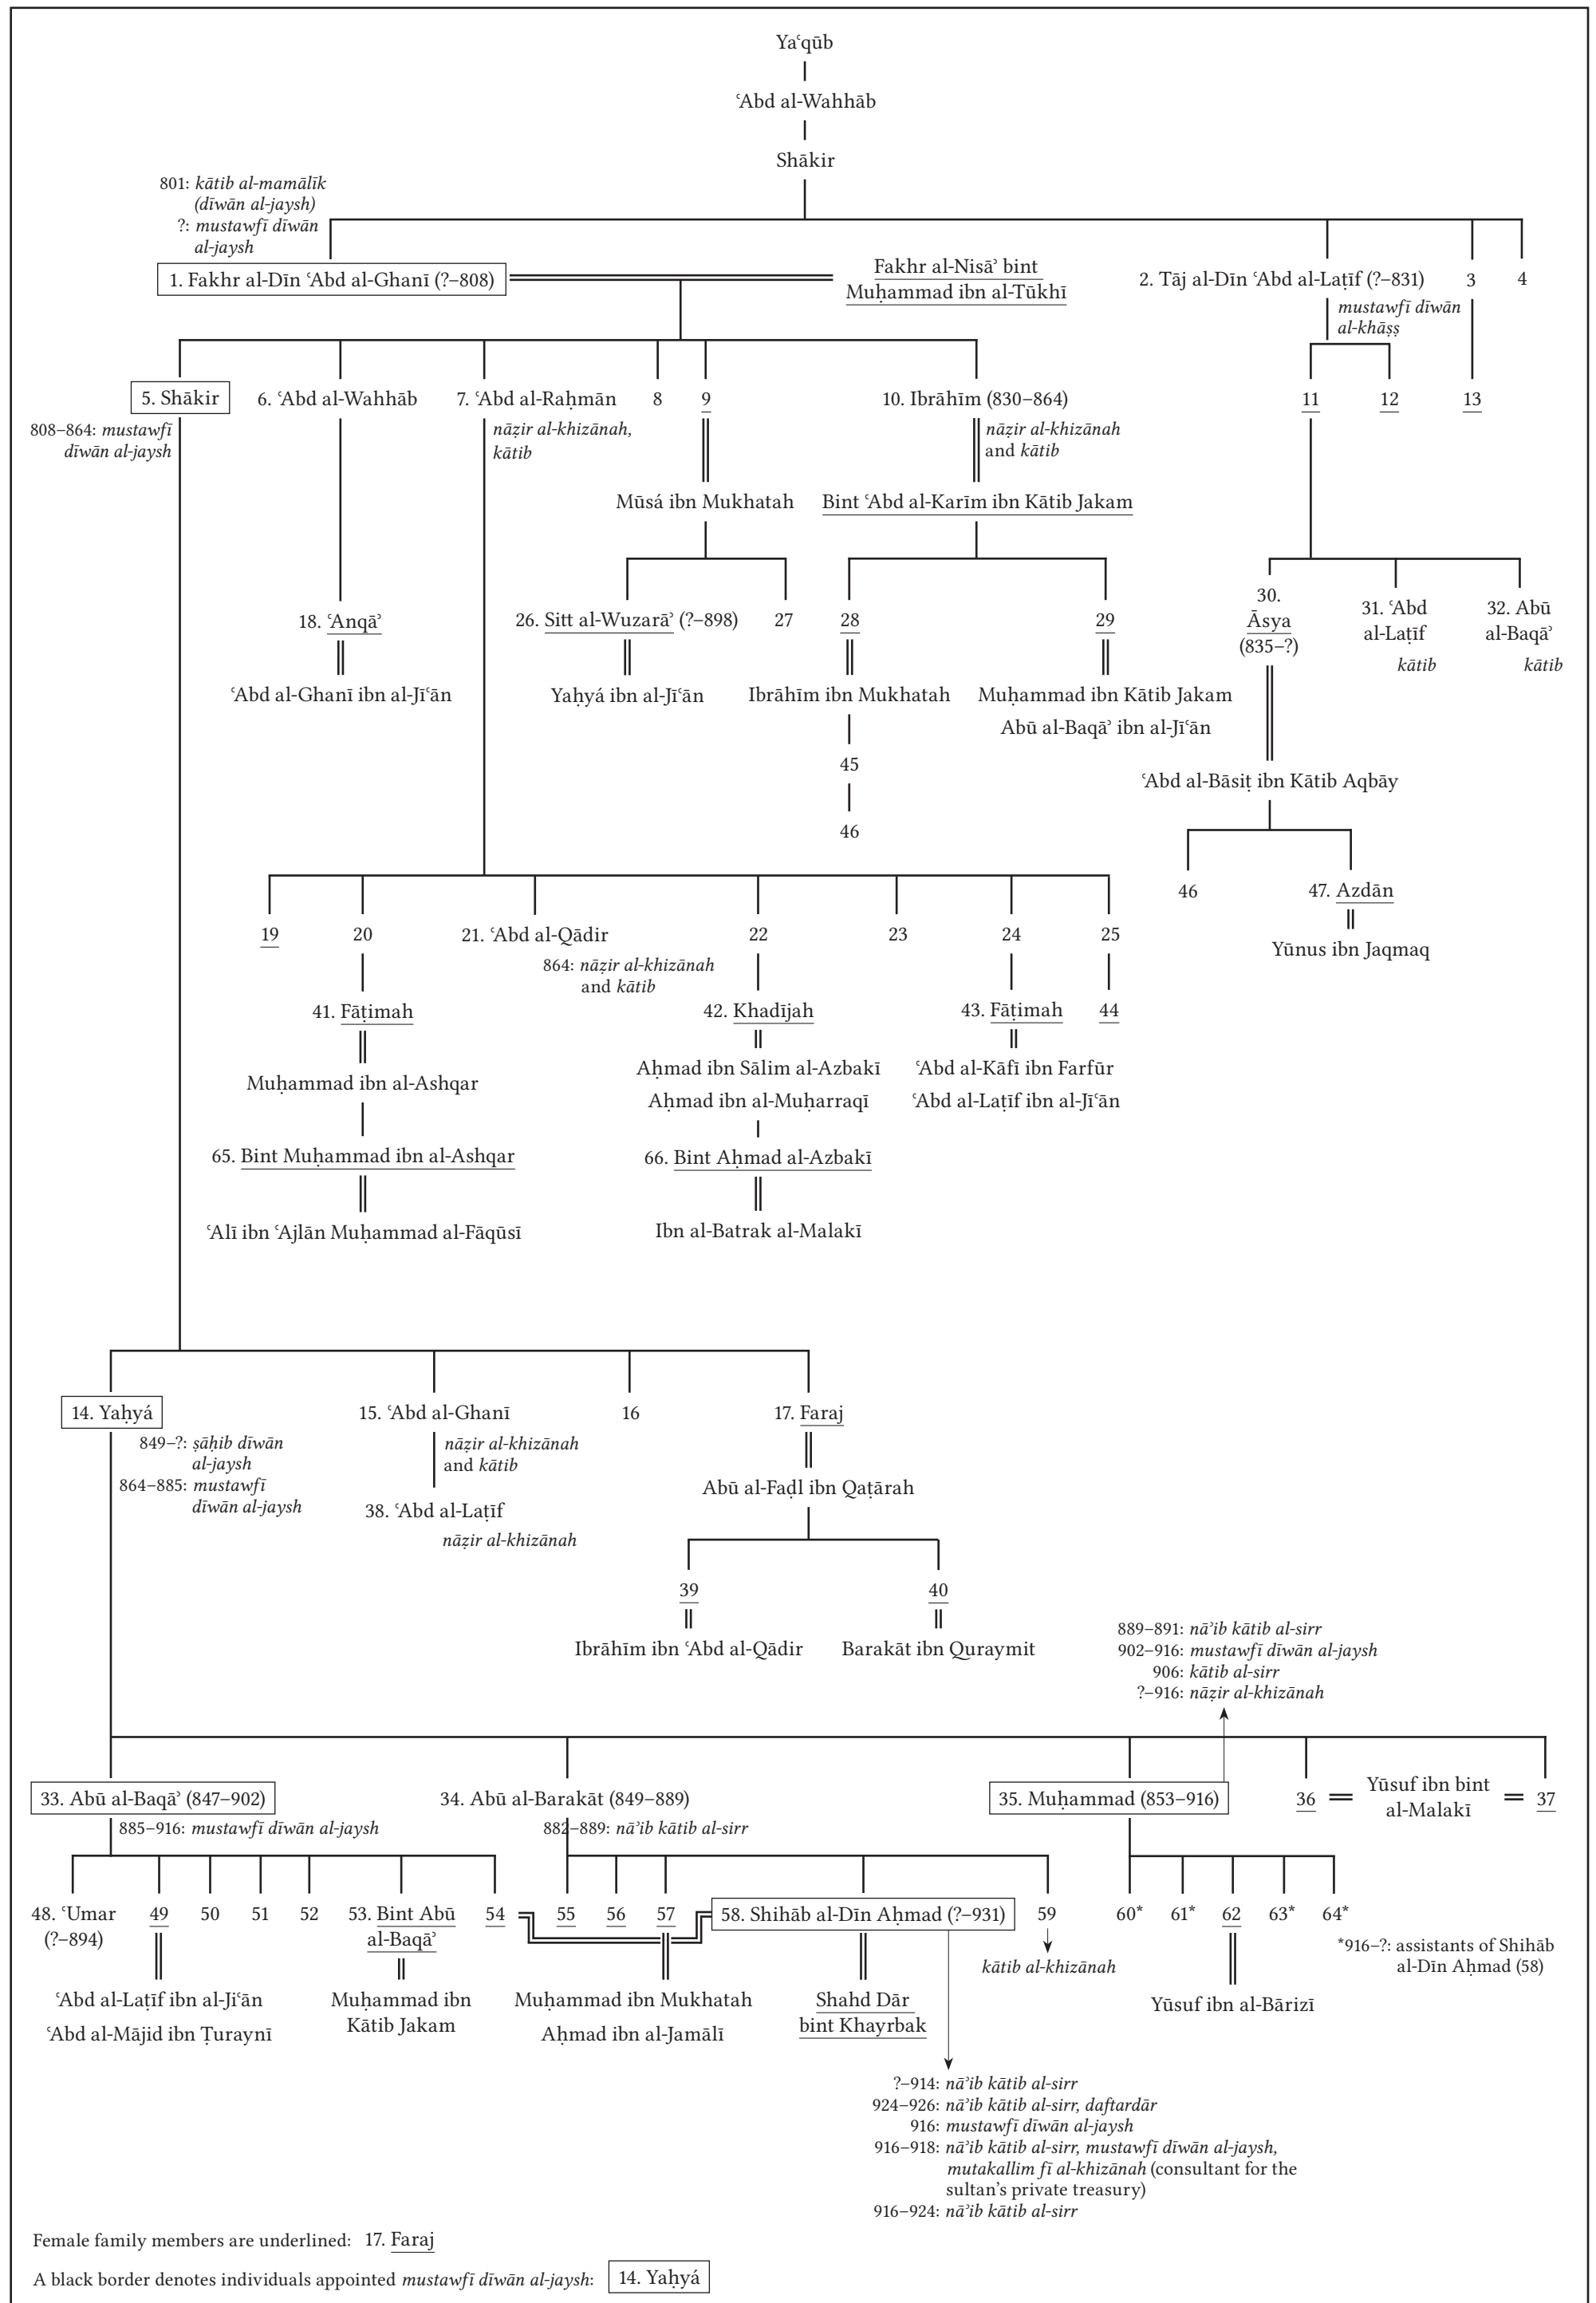 Yaʿqūb
ʿAbd al-Wahhāb
Shākir
801: kātib al-mamālīk
(dīwān al-jaysh)
?: mustawfī dīwān
al-jaysh
1. Fakhr al-Dīn ʿAbd al-Ghanī (?–808)
Fakhr al-Nisāʾ bint
Muḥammad ibn al-Tūkhī
2. Tāj al-Dīn ʿAbd al-Laṭīf (?–831)
mustawfī dīwān
al-khāṣṣ
3
4
5. Shākir
808–864: mustawfī
dīwān al-jaysh
6. ʿAbd al-Wahhāb
7. ʿAbd al-Raḥmān
nāẓir al-khizānah,
kātib
8
9
10. Ibrāhīm (830–864)
nāẓir al-khizānah
and kātib
11
12
13
Mūsá ibn Mukhatah
Bint ʿAbd al-Karīm ibn Kātib Jakam
18. ʿAnqāʾ
26. Sitt al-Wuzarāʾ (?–898)
27
28
29
30.
Āsya
(835–?)
31. ʿAbd
al-Laṭīf
kātib
32. Abū
al-Baqāʾ
kātib
ʿAbd al-Ghanī ibn al-Jīʿān
Yaḥyá ibn al-Jīʿān
Ibrāhīm ibn Mukhatah
Muḥammad ibn Kātib Jakam
Abū al-Baqāʾ ibn al-Jīʿān
45
46
ʿAbd al-Bāsiṭ ibn Kātib Aqbāy
46
47. Azdān
Yūnus ibn Jaqmaq
19
20
21. ʿAbd al-Qādir
864: nāẓir al-khizānah
and kātib
22
23
24
25
41. Fāṭimah
42. Khadījah
43. Fāṭimah
44
Muḥammad ibn al-Ashqar
Aḥmad ibn Sālim al-Azbakī
Aḥmad ibn al-Muḥarraqī
ʿAbd al-Kāfī ibn Farfūr
ʿAbd al-Laṭīf ibn al-Jīʿān
65. Bint Muḥammad ibn al-Ashqar
66. Bint Aḥmad al-Azbakī
ʿAlī ibn ʿAjlān Muḥammad al-Fāqūsī
Ibn al-Batrak al-Malakī
14. Yaḥyá
849–?: ṣāḥib dīwān
al-jaysh
864–885: mustawfī
dīwān al-jaysh
15. ʿAbd al-Ghanī
nāẓir al-khizānah
and kātib
16
17. Faraj
Abū al-Faḍl ibn Qaṭārah
38. ʿAbd al-Laṭīf
nāẓir al-khizānah
39
40
Ibrāhīm ibn ʿAbd al-Qādir
Barakāt ibn Quraymit
889–891: nāʾib kātib al-sirr
902–916: mustawfī dīwān al-jaysh
906: kātib al-sirr
?–916: nāẓir al-khizānah
33. Abū al-Baqāʾ (847–902)
885–916: mustawfī dīwān al-jaysh
34. Abū al-Barakāt (849–889)
882–889: nāʾib kātib al-sirr
35. Muḥammad (853–916)
36
Yūsuf ibn bint
al-Malakī
37
48. ʿUmar
(?–894)
49
50
51
52
53. Bint Abū
al-Baqāʾ
54
55
56
57
58. Shihāb al-Dīn Aḥmad (?–931)
59
kātib al-khizānah
60*
61*
62
63*
64*
*916–?: assistants of Shihāb
al-Dīn Aḥmad (58)
ʿAbd al-Laṭīf ibn al-Jiʿān
ʿAbd al-Mājid ibn Ṭuraynī
Muḥammad ibn
Kātib Jakam
Muḥammad ibn Mukhatah
Aḥmad ibn al-Jamālī
Shahd Dār
bint Khayrbak
Yūsuf ibn al-Bārizī
?–914: nāʾib kātib al-sirr
924–926: nāʾib kātib al-sirr, daftardār
916: mustawfī dīwān al-jaysh
916–918: nāʾib kātib al-sirr, mustawfī dīwān al-jaysh,
mutakallim fī al-khizānah (consultant for the
sultan’s private treasury)
916–924: nāʾib kātib al-sirr
Female family members are underlined: 17. Faraj
A black border denotes individuals appointed mustawfī dīwān al-jaysh: 14. Yaḥyá